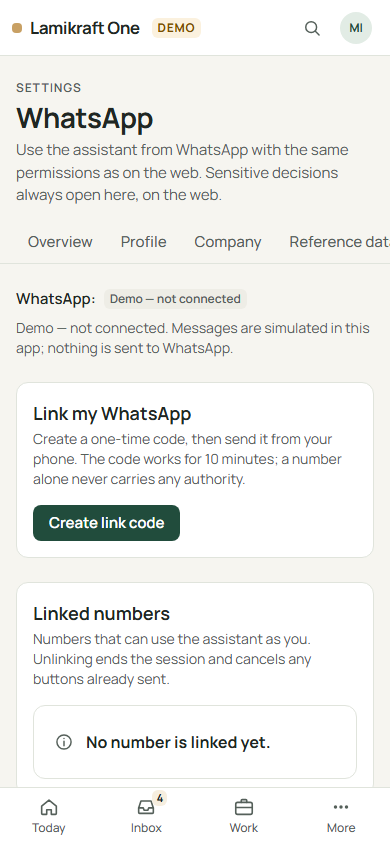 Lamikraft One DEMO MI
SETTINGS
WhatsApp
Use the assistant from WhatsApp with the same
permissions as on the web. Sensitive decisions
always open here, on the web.
Overview Profile Company Reference data
WhatsApp: Demo — not connected
Demo — not connected. Messages are simulated in this
app; nothing is sent to WhatsApp.
Link my WhatsApp
Create a one-time code, then send it from your
phone. The code works for 10 minutes; a number
alone never carries any authority.
Create link code
Linked numbers
Numbers that can use the assistant as you.
Unlinking ends the session and cancels any
buttons already sent.
No number is linked yet.
4
Today Inbox Work More